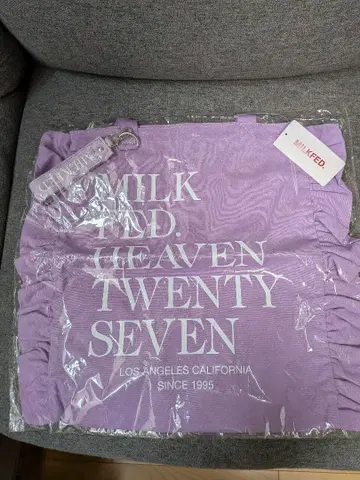 MILKFED.
MILK
FED.
HEAVEN
TWENTY
SEVEN
LOS ANGELES CALIFORNIA
SINCE 1995